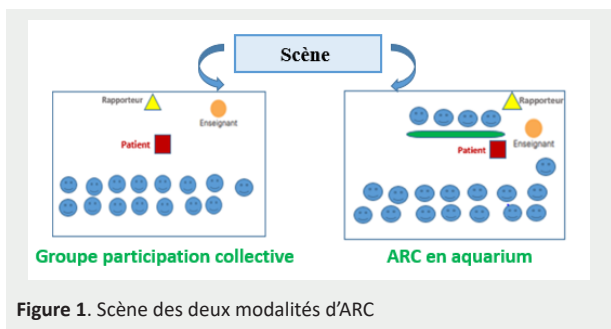 Scène
Rapporteur
Enseignant
Patient
Groupe participation collective
Rapporteur
Enseignant
Patient
ARC en aquarium
Figure 1. Scène des deux modalités d’ARC